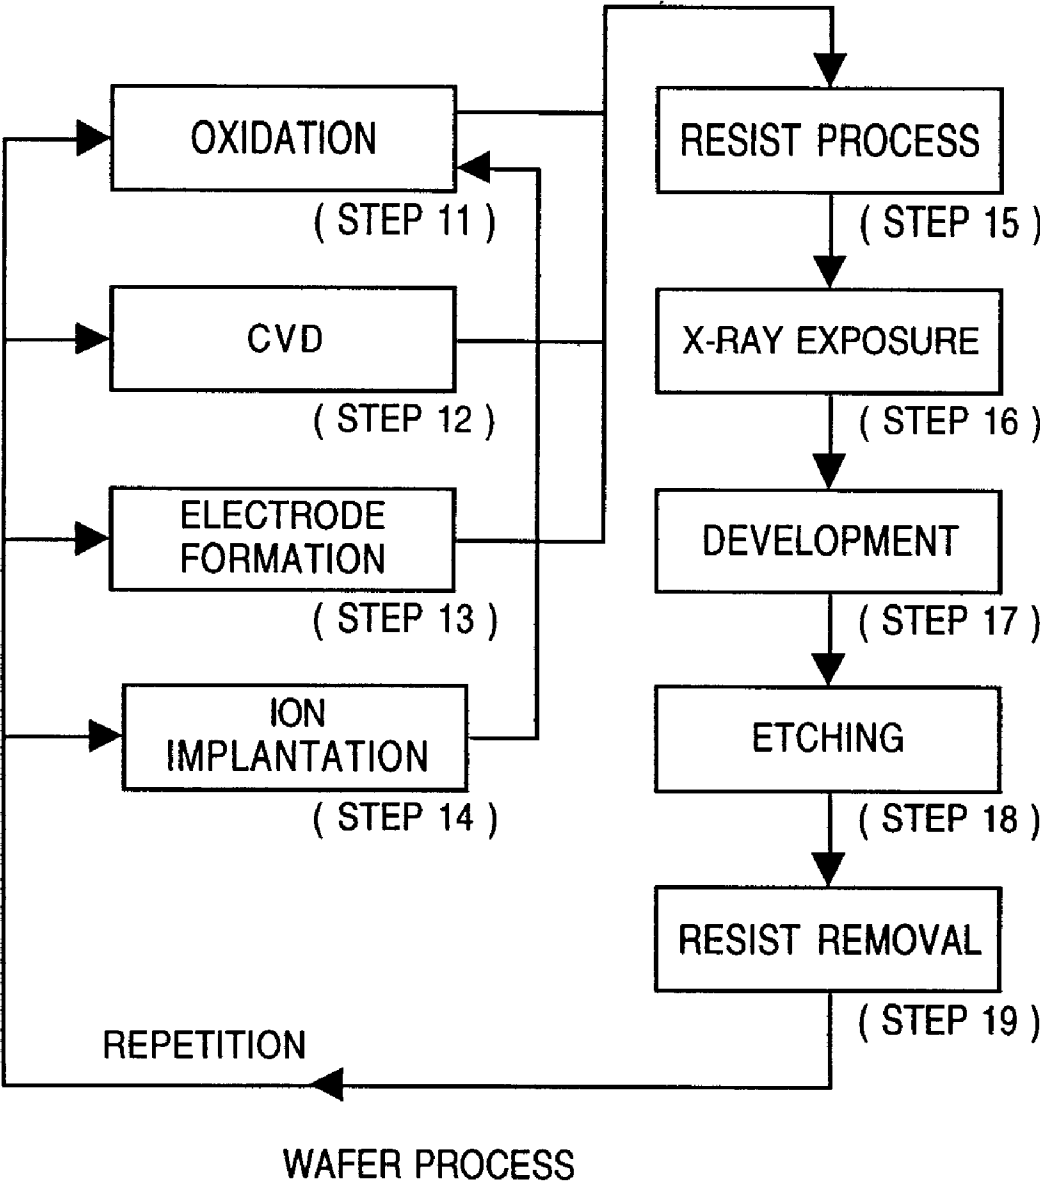 OXIDATION
( STEP 11 )
CVD
( STEP 12 )
ELECTRODE
FORMATION
( STEP 13 )
ION
IMPLANTATION
( STEP 14 )
RESIST PROCESS
( STEP 15 )
X-RAY EXPOSURE
( STEP 16 )
DEVELOPMENT
( STEP 17 )
ETCHING
( STEP 18 )
RESIST REMOVAL
( STEP 19 )
REPETITION
WAFER PROCESS